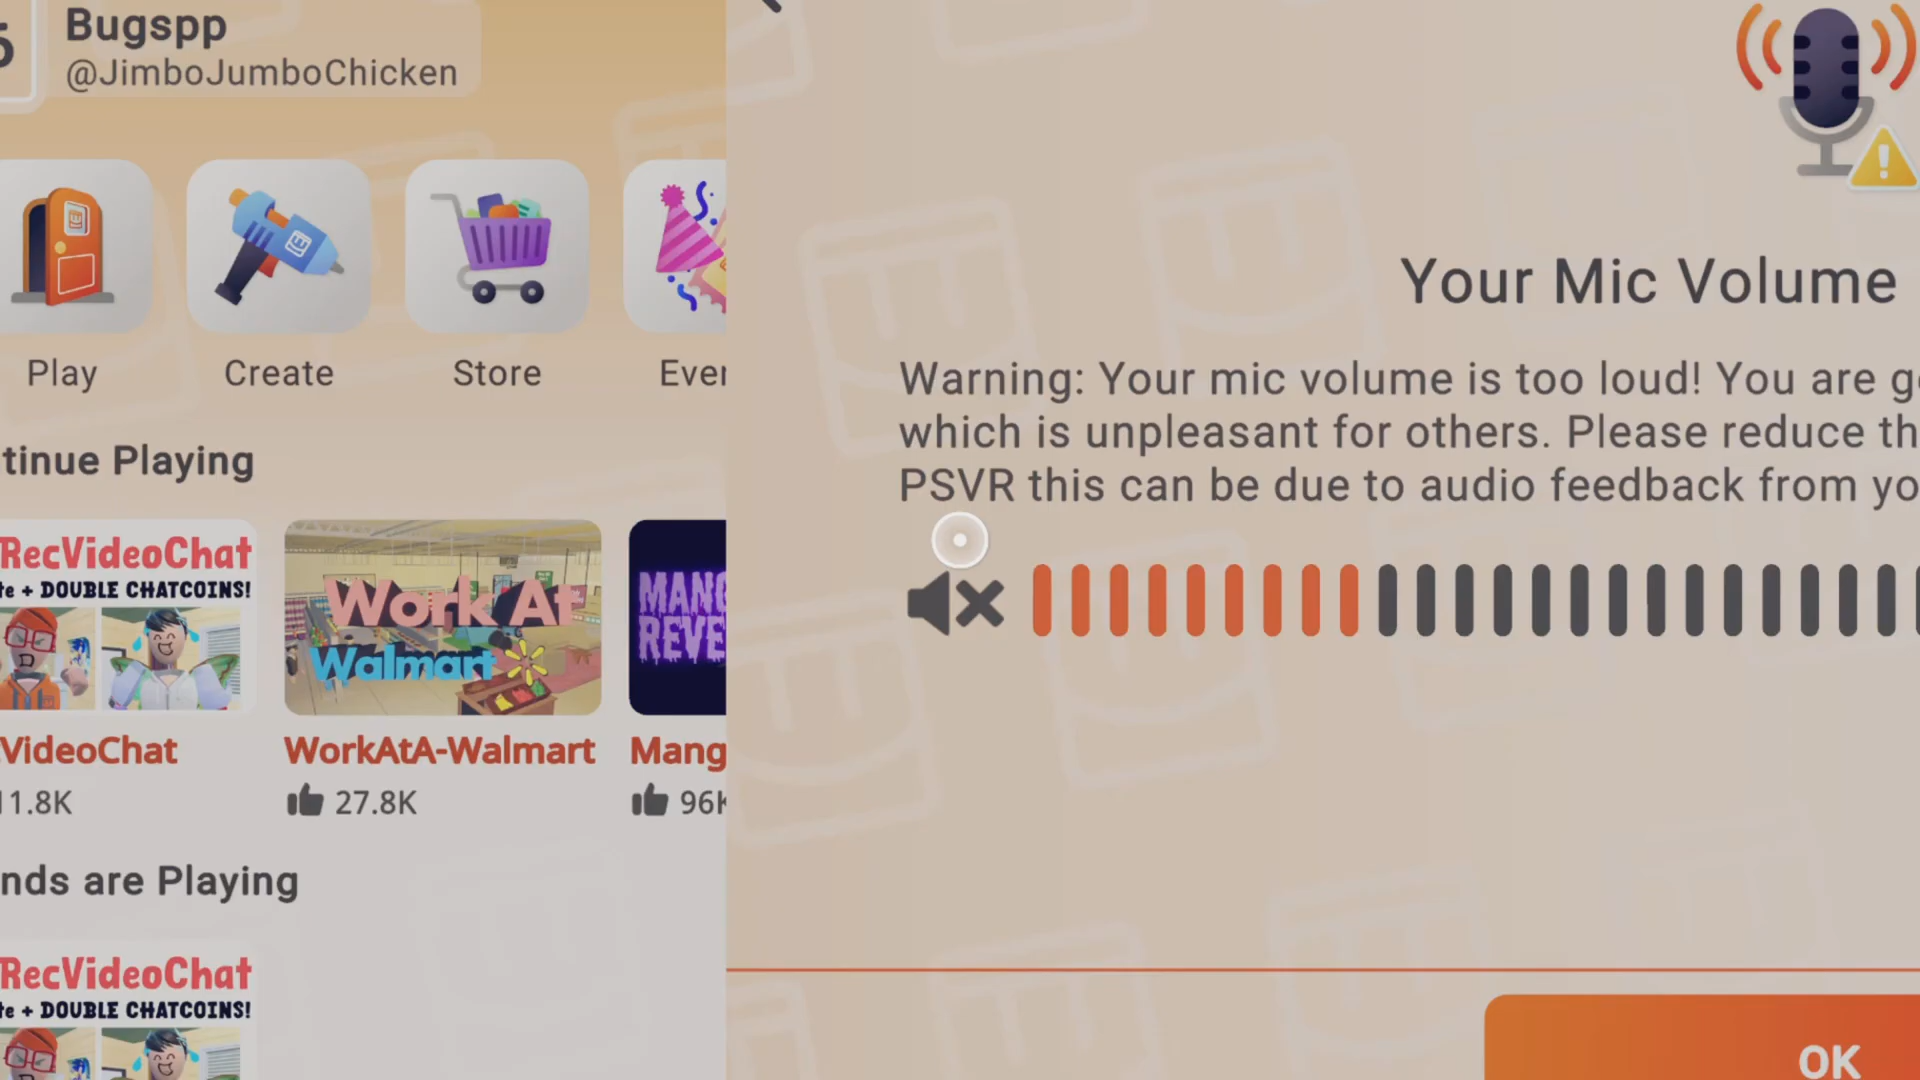 6
Bugspp
@JimboJumboChicken
Play
Create
Store
Even
tinue Playing
RecVideoChat
te + DOUBLE CHATCOINS!
Work At
Walmart
MANG
REVE
VideoChat
WorkAtA-Walmart
Mang
11.8K
27.8K
96K
nds are Playing
RecVideoChat
te + DOUBLE CHATCOINS!
Your Mic Volume
Warning: Your mic volume is too loud! You are g
which is unpleasant for others. Please reduce th
PSVR this can be due to audio feedback from yo
OK